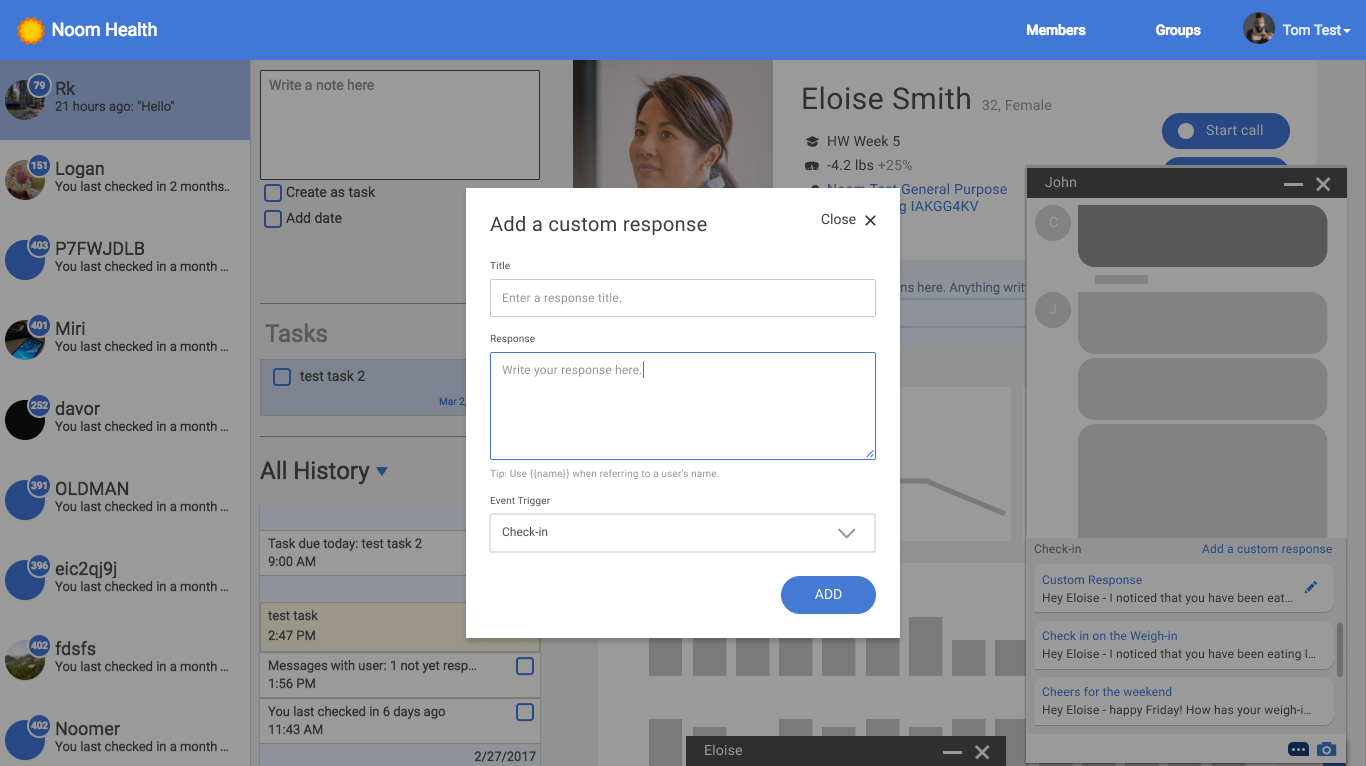 Noom Health
Members
Groups
Tom Test
79
Rk
21 hours ago: "Hello"
151
Logan
You last checked in 2 months..
403
P7FWJDLB
You last checked in a month ...
401
Miri
You last checked in a month ...
252
davor
You last checked in a month ...
391
OLDMAN
You last checked in a month ...
396
eic2qj9j
You last checked in a month ...
402
fdsfs
You last checked in a month ...
402
Noomer
You last checked in a month ...
Write a note here
Create as task
Add date
Tasks
test task 2
Mar 2,
All History
Task due today: test task 2
9:00 AM
test task
2:47 PM
Messages with user: 1 not yet resp...
1:56 PM
You last checked in 6 days ago
11:43 AM
2/27/2017
Eloise Smith 32, Female
HW Week 5
-4.2 lbs +25%
General Purpose
IAKGG4KV
Start call
here. Anything
Add a custom response
Close
Title
Enter a response title.
Response
Write your response here.
Tip: Use {{name}} when referring to a user's name.
Event Trigger
Check-in
ADD
John
C
J
Check-in
Add a custom response
Custom Response
Hey Eloise - I noticed that you have been eat...
Check in on the Weigh-in
Hey Eloise - I noticed that you have been eating l...
Cheers for the weekend
Hey Eloise - happy Friday! How has your weigh-i...
Eloise